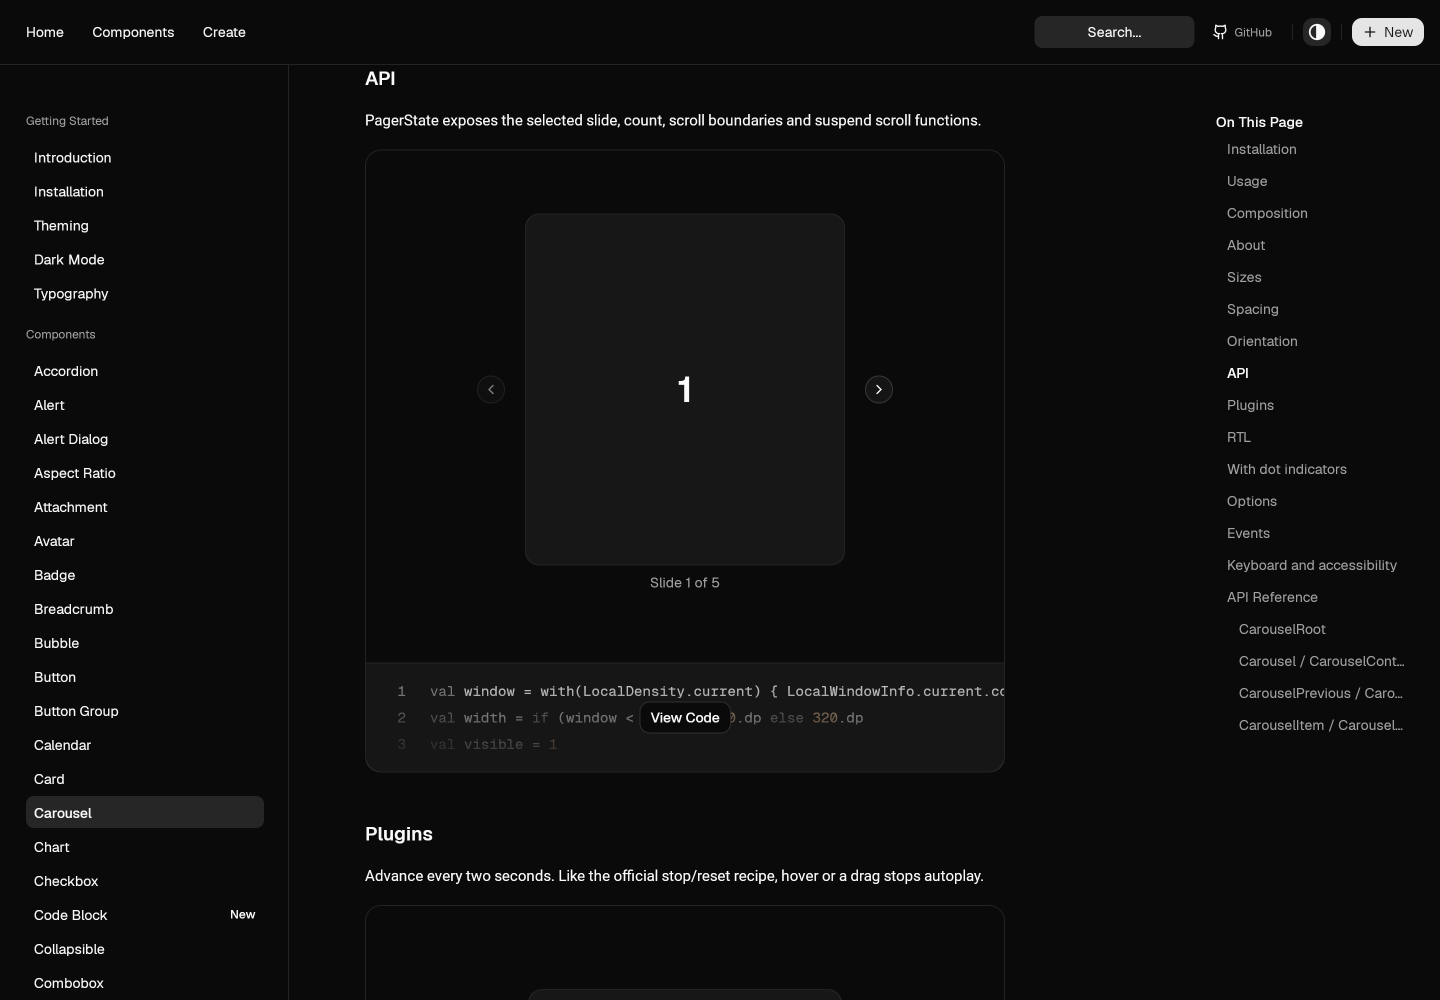 Home
Components
Create
Search...
GitHub
New
Getting Started
Introduction
Installation
Theming
Dark Mode
Typography
Components
Accordion
Alert
Alert Dialog
Aspect Ratio
Attachment
Avatar
Badge
Breadcrumb
Bubble
Button
Button Group
Calendar
Card
Carousel
Chart
Checkbox
Code Block New
Collapsible
Combobox
API
PagerState exposes the selected slide, count, scroll boundaries and suspend scroll functions.
1
Slide 1 of 5
1 val window = with(LocalDensity.current) { LocalWindowInfo.current.co
2 val width = if (window < 0.dp else 320.dp
View Code
3 val visible = 1
Plugins
Advance every two seconds. Like the official stop/reset recipe, hover or a drag stops autoplay.
On This Page
Installation
Usage
Composition
About
Sizes
Spacing
Orientation
API
Plugins
RTL
With dot indicators
Options
Events
Keyboard and accessibility
API Reference
CarouselRoot
Carousel / CarouselCont...
CarouselPrevious / Caro...
CarouselItem / Carousel...